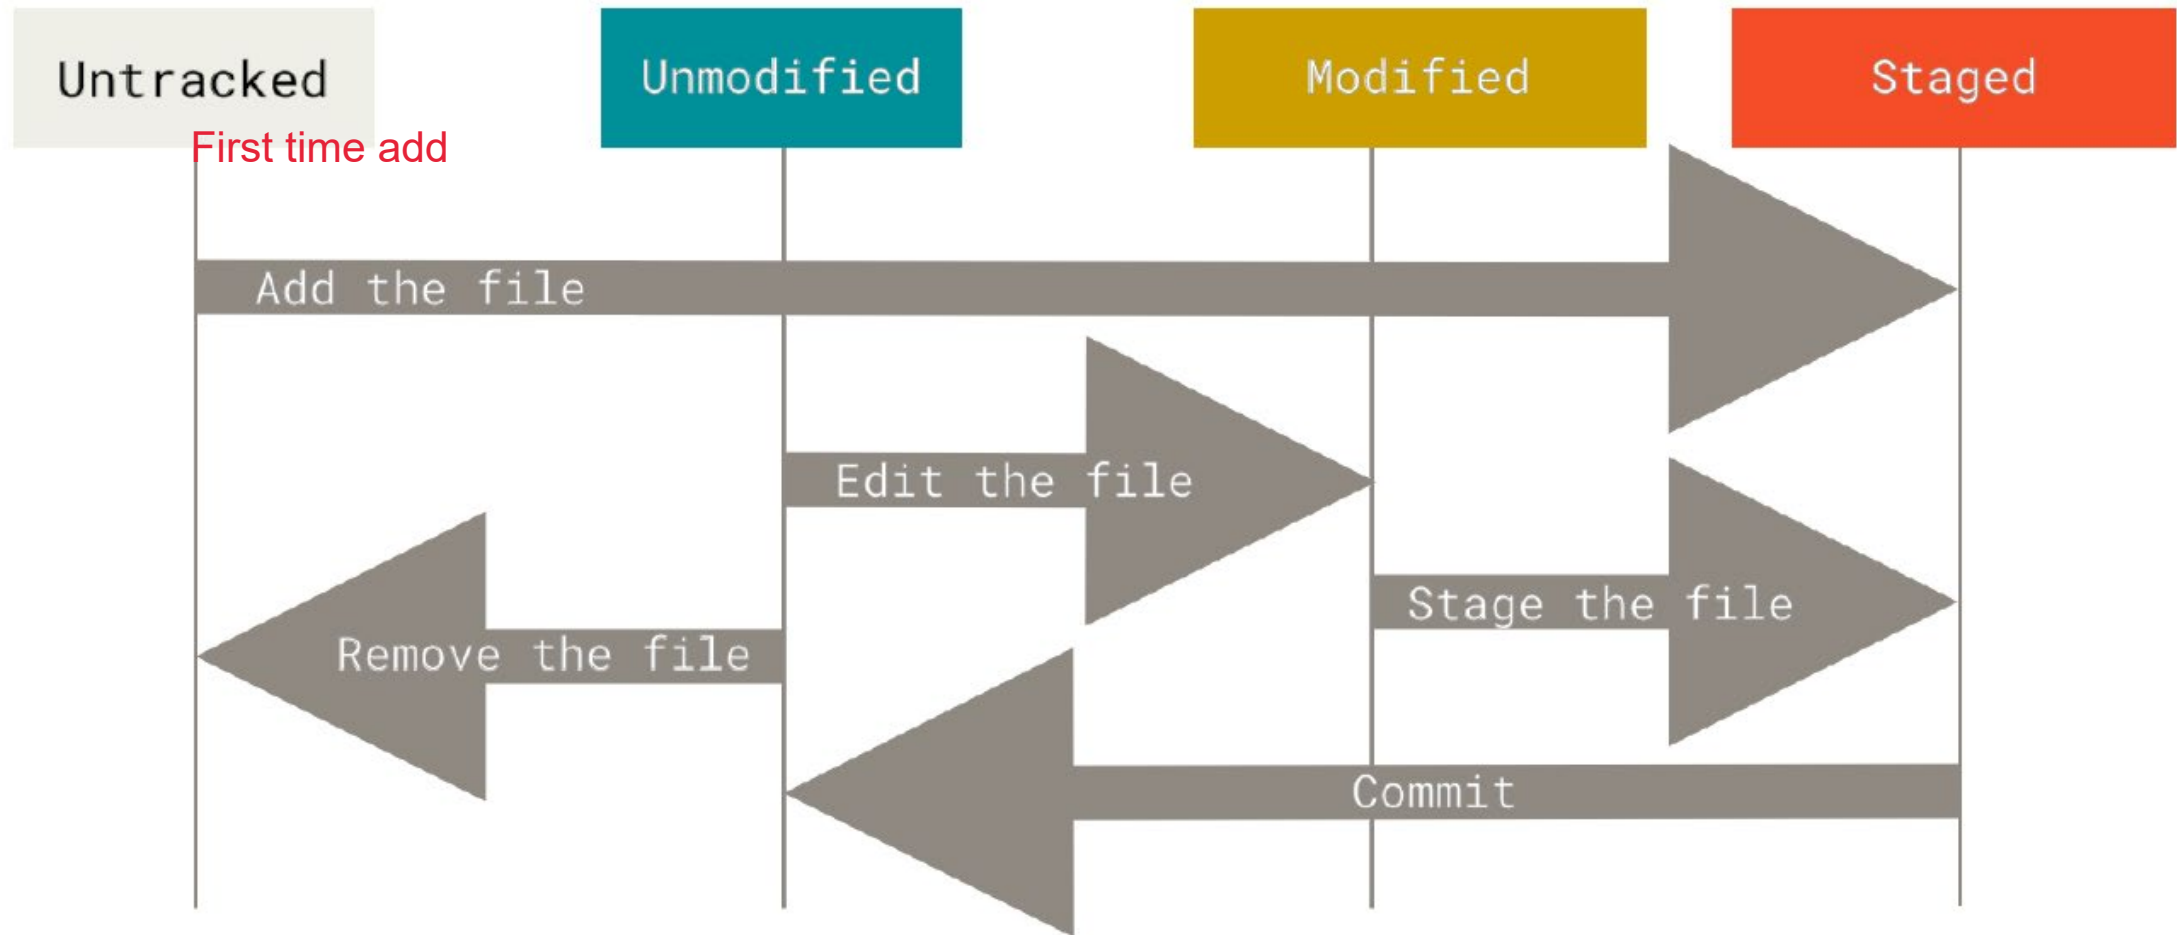 Untracked
Unmodified
Modified
Staged
First time add
Add the file
Edit the file
Stage the file
Remove the file
Commit